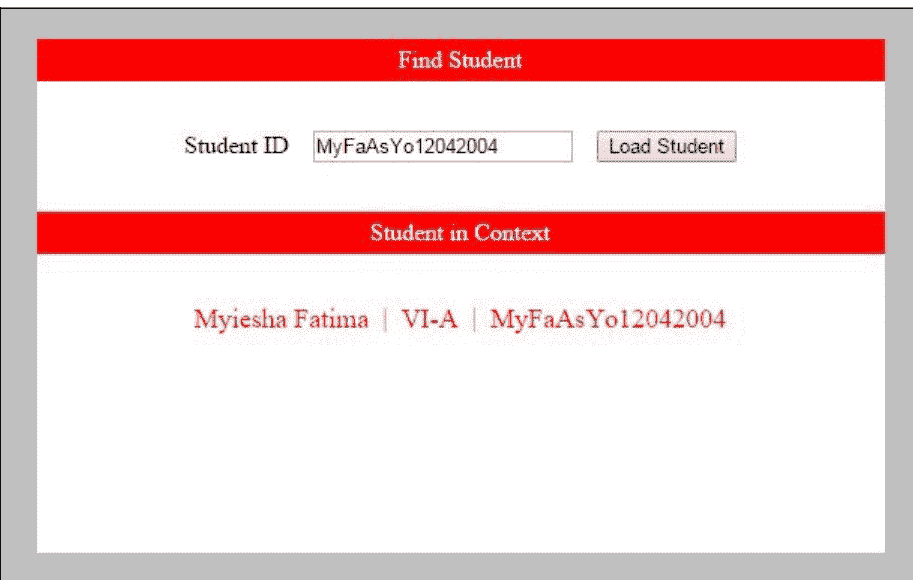 Find Student
Student ID MyFaAsYo12042004 Load Student
Student in Context
Myiesha Fatima | VI-A | MyFaAsYo12042004